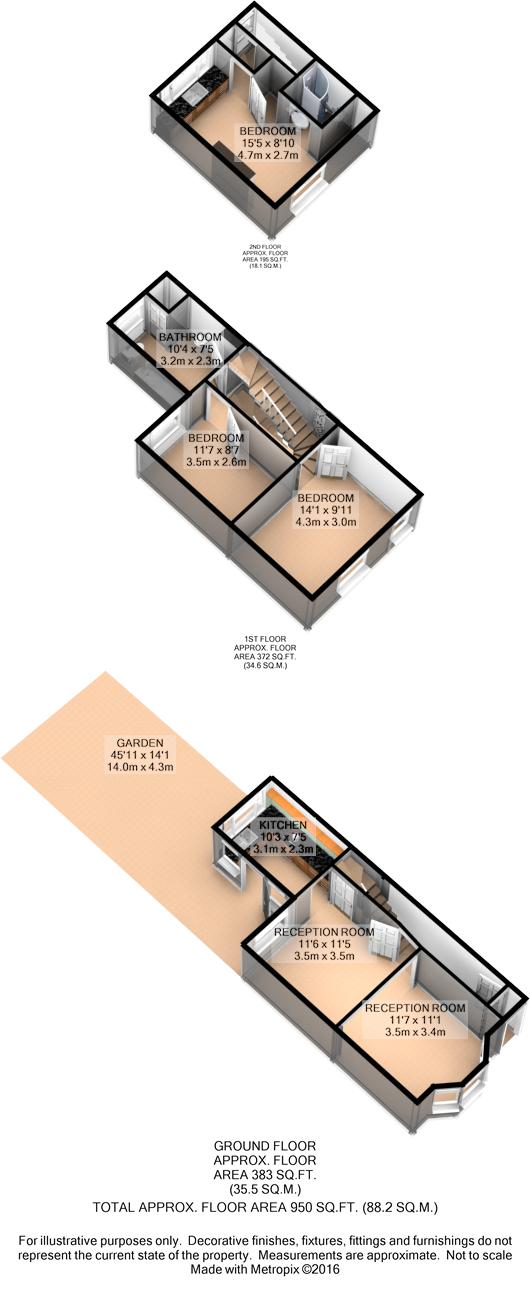 BEDROOM
15'5 x 8'10
4.7m x 2.7m
2ND FLOOR
APPROX. FLOOR
AREA 195 SQ.FT.
(18.1 SQ.M.)
BATHROOM
10'4 x 7'5
3.2m x 2.3m
BEDROOM
11'7 x 8'7
3.5m x 2.6m
BEDROOM
14'1 x 9'11
4.3m x 3.0m
1ST FLOOR
APPROX. FLOOR
AREA 372 SQ.FT.
(34.6 SQ.M.)
GARDEN
45'11 x 14'1
14.0m x 4.3m
KITCHEN
10'3 x 7'5
3.1m x 2.3m
RECEPTION ROOM
11'6 x 11'5
3.5m x 3.5m
RECEPTION ROOM
11'7 x 11'1
3.5m x 3.4m
GROUND FLOOR
APPROX. FLOOR
AREA 383 SQ.FT.
(35.5 SQ.M.)
TOTAL APPROX. FLOOR AREA 950 SQ.FT. (88.2 SQ.M.)
For illustrative purposes only. Decorative finishes, fixtures, fittings and furnishings do not
represent the current state of the property. Measurements are approximate. Not to scale
Made with Metropix ©2016